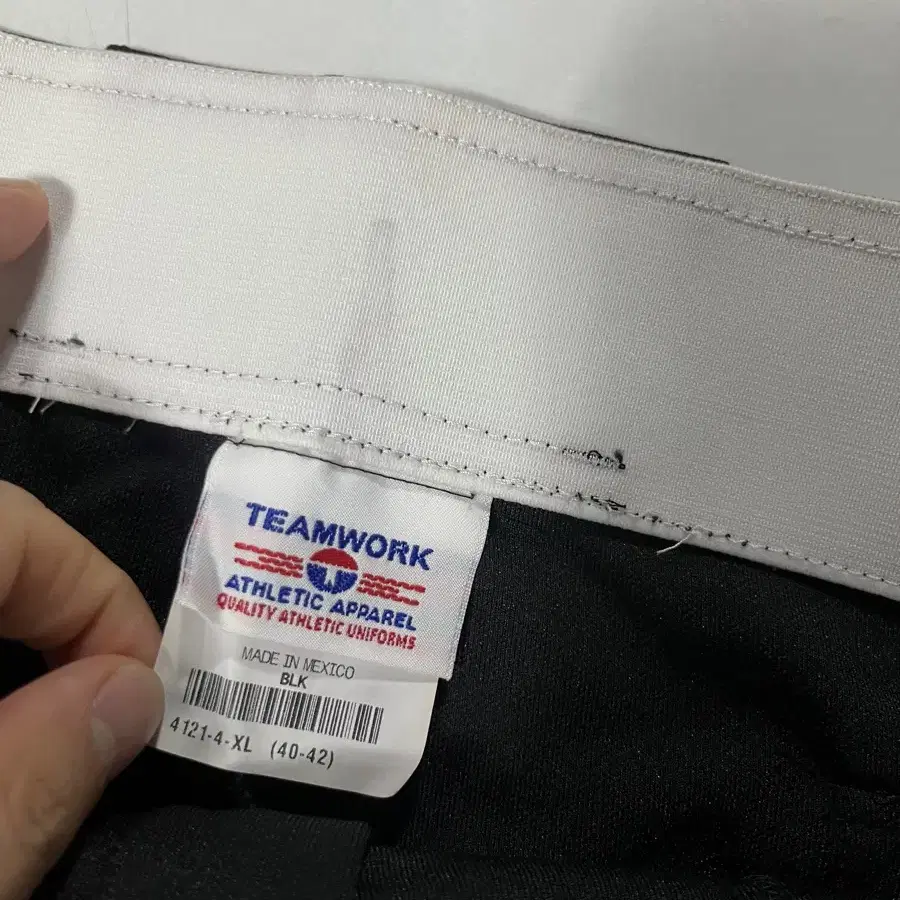 TEAMWORK
ATHLETIC APPAREL
QUALITY ATHLETIC UNIFORMS
MADE IN MEXICO
BLK
4121-4-XL (40-42)